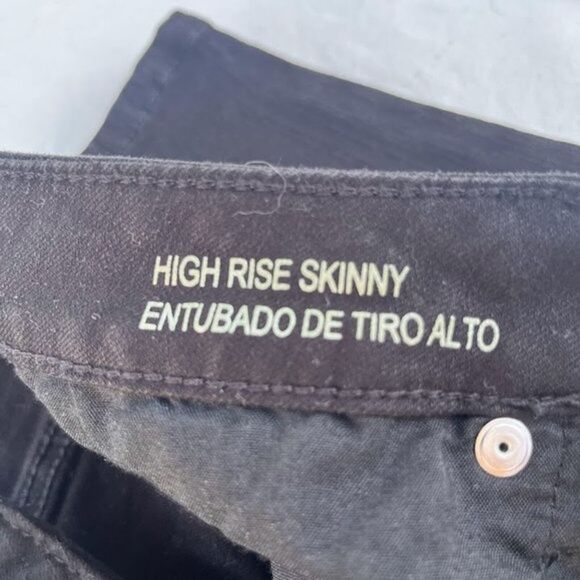 HIGH RISE SKINNY
ENTUBADO DE TIRO ALTO